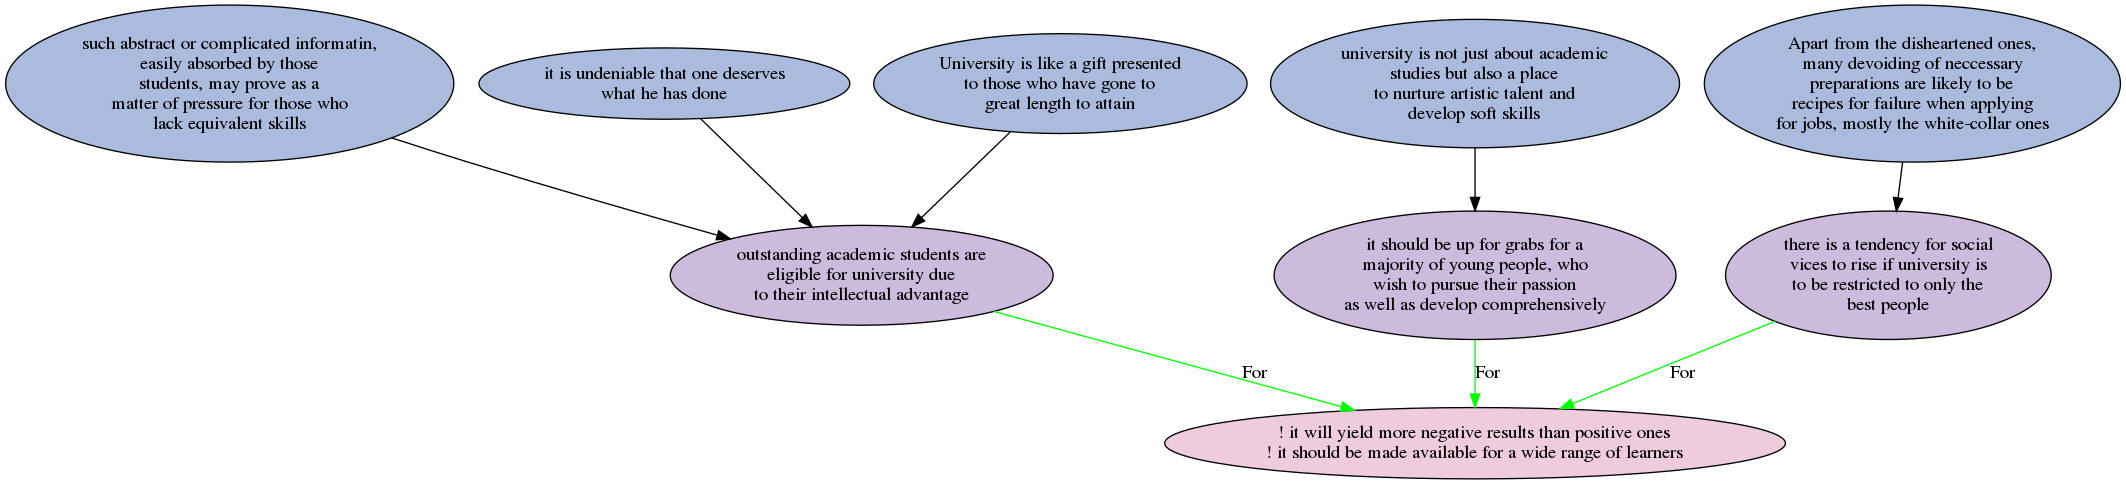 such abstract or complicated informatin,
easily absorbed by those
students, may prove as a
matter of pressure for those who
lack equivalent skills
it is undeniable that one deserves
what he has done
University is like a gift presented
to those who have gone to
great length to attain
university is not just about academic
studies but also a place
to nurture artistic talent and
develop soft skills
Apart from the disheartened ones,
many devoiding of neccessary
preparations are likely to be
recipes for failure when applying
for jobs, mostly the white-collar ones
outstanding academic students are
eligible for university due
to their intellectual advantage
it should be up for grabs for a
majority of young people, who
wish to pursue their passion
as well as develop comprehensively
there is a tendency for social
vices to rise if university is
to be restricted to only the
best people
For
For
For
! it will yield more negative results than positive ones
! it should be made available for a wide range of learners